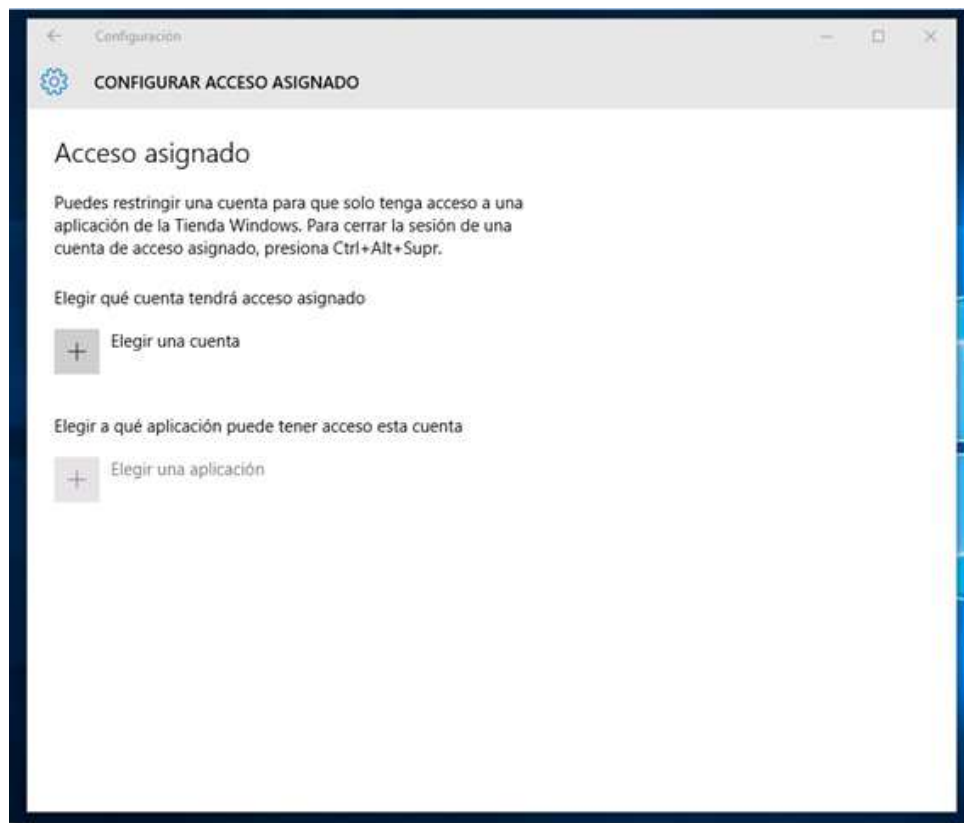 Configuración
CONFIGURAR ACCESO ASIGNADO
Acceso asignado
Puedes restringir una cuenta para que solo tenga acceso a una
aplicación de la Tienda Windows. Para cerrar la sesión de una
cuenta de acceso asignado, presiona Ctrl+Alt+Supr.
Elegir qué cuenta tendrá acceso asignado
Elegir una cuenta
Elegir a qué aplicación puede tener acceso esta cuenta
Elegir una aplicación